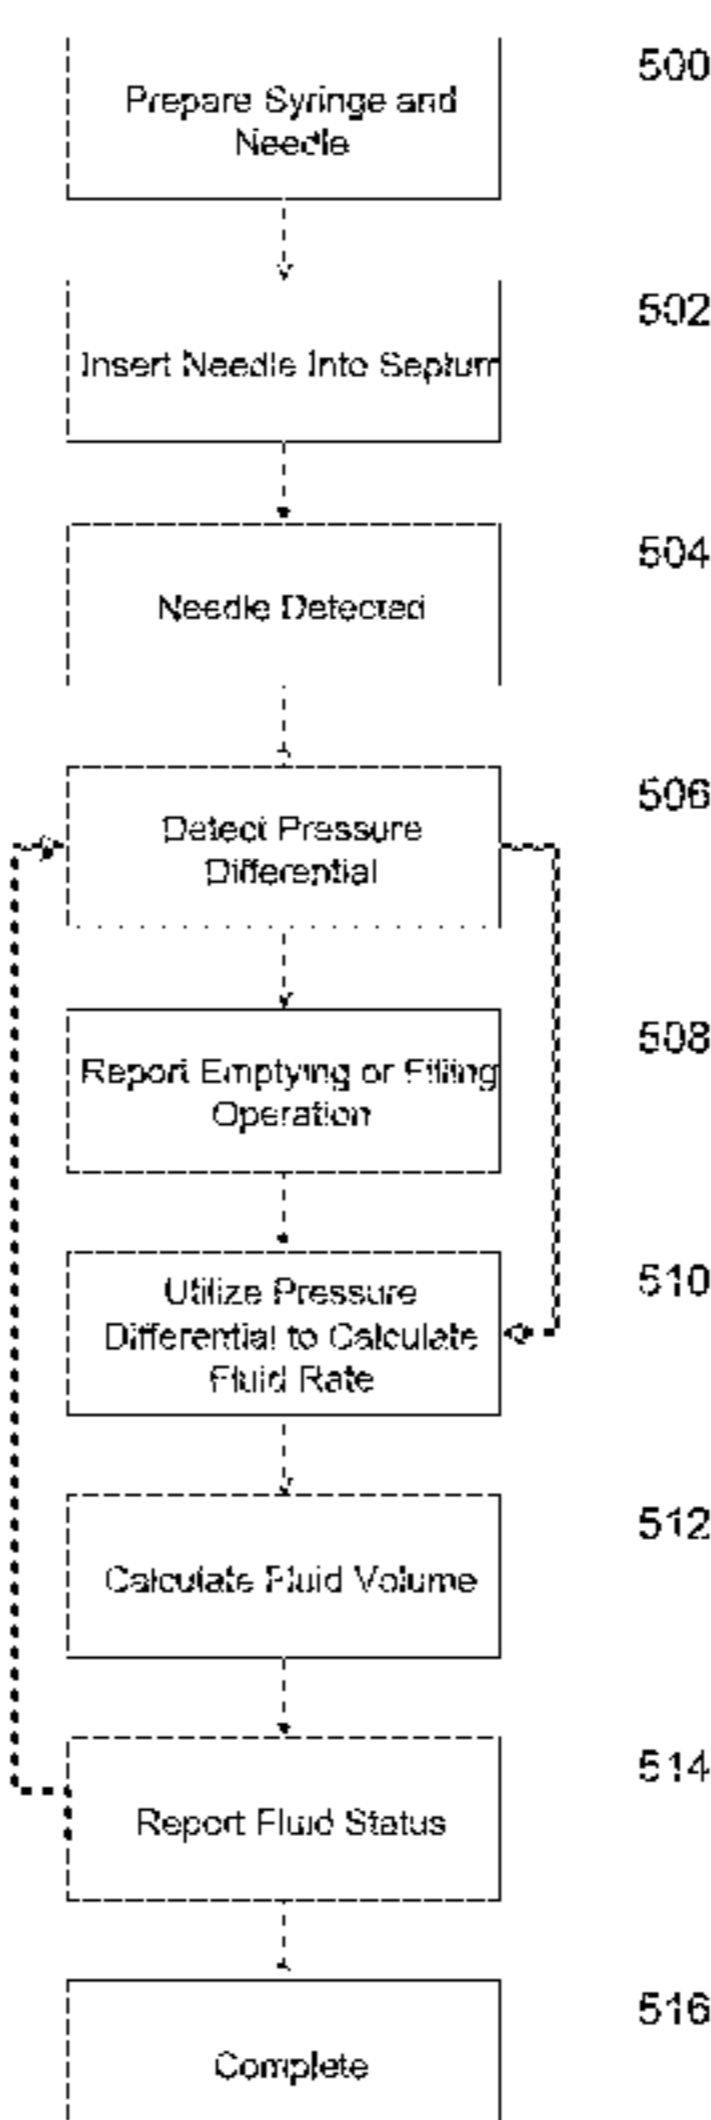 500
Prepare Syringe and
Needle
502
Insert Needle Into Septum
504
Needle Detected
506
Detect Pressure
Differential
508
Report Emptying or Filling
Operation
510
Utilize Pressure
Differential to Calculate
Fluid Rate
512
Calculate Fluid Volume
514
Report Fluid Status
516
Complete